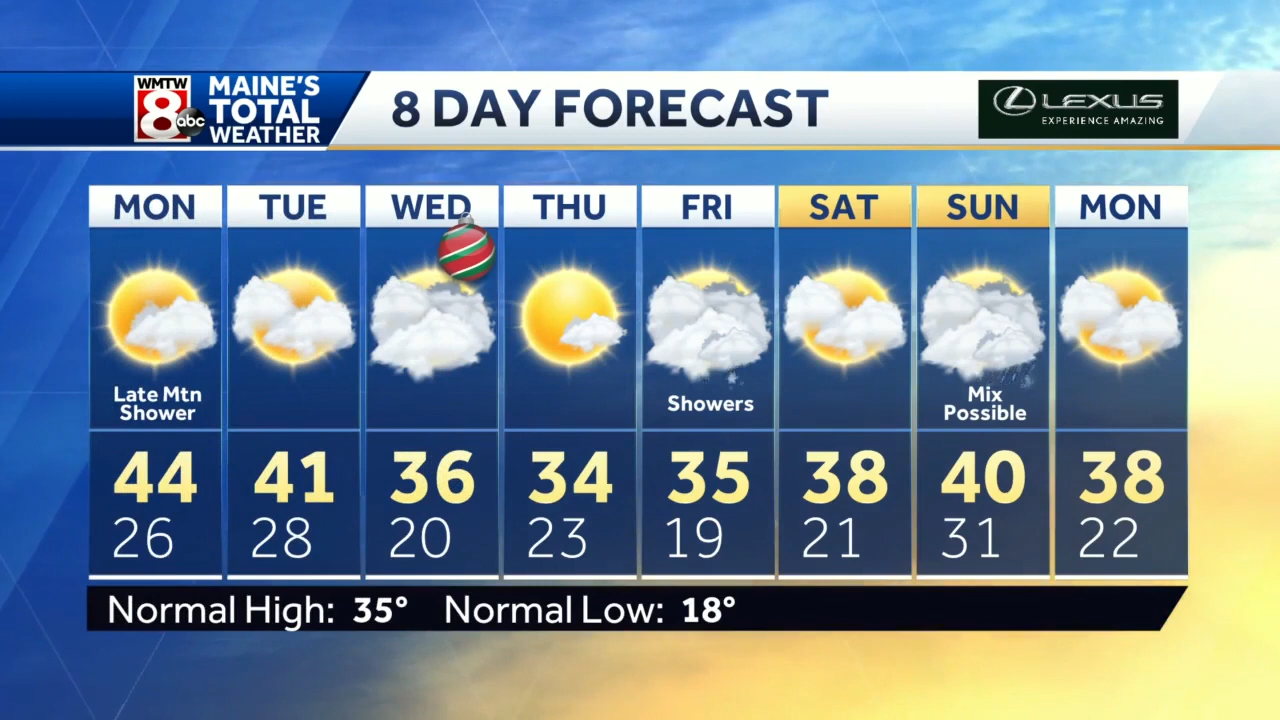 WMTW
8
abc
MAINE'S
TOTAL
WEATHER
8 DAY FORECAST
LEXUS
EXPERIENCE AMAZING
MON TUE WED THU FRI SAT SUN MON
Late Mtn
Shower
Showers
Mix
Possible
44 41 36 34 35 38 40 38
26 28 20 23 19 21 31 22
Normal High: 35° Normal Low: 18°